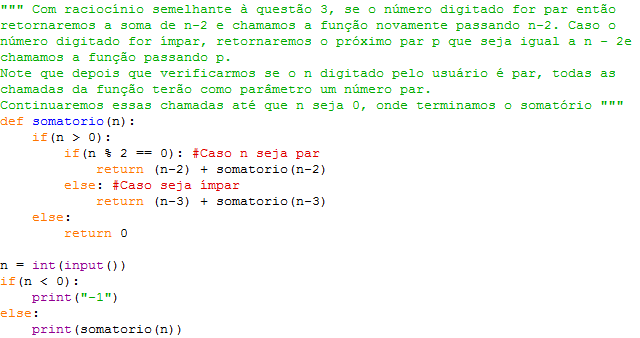 """ Com raciocínio semelhante à questão 3, se o número digitado for par então
retornaremos a soma de n-2 e chamamos a função novamente passando n-2. Caso o
número digitado for ímpar, retornaremos o próximo par p que seja igual a n - 2e
chamamos a função passando p.
Note que depois que verificarmos se o n digitado pelo usuário é par, todas as
chamadas da função terão como parâmetro um número par.
Continuaremos essas chamadas até que n seja 0, onde terminamos o somatório """
def somatorio(n):
    if(n > 0):
        if(n % 2 == 0): #Caso n seja par
            return (n-2) + somatorio(n-2)
        else: #Caso seja ímpar
            return (n-3) + somatorio(n-3)
    else:
        return 0

n = int(input())
if(n < 0):
    print("-1")
else:
    print(somatorio(n))